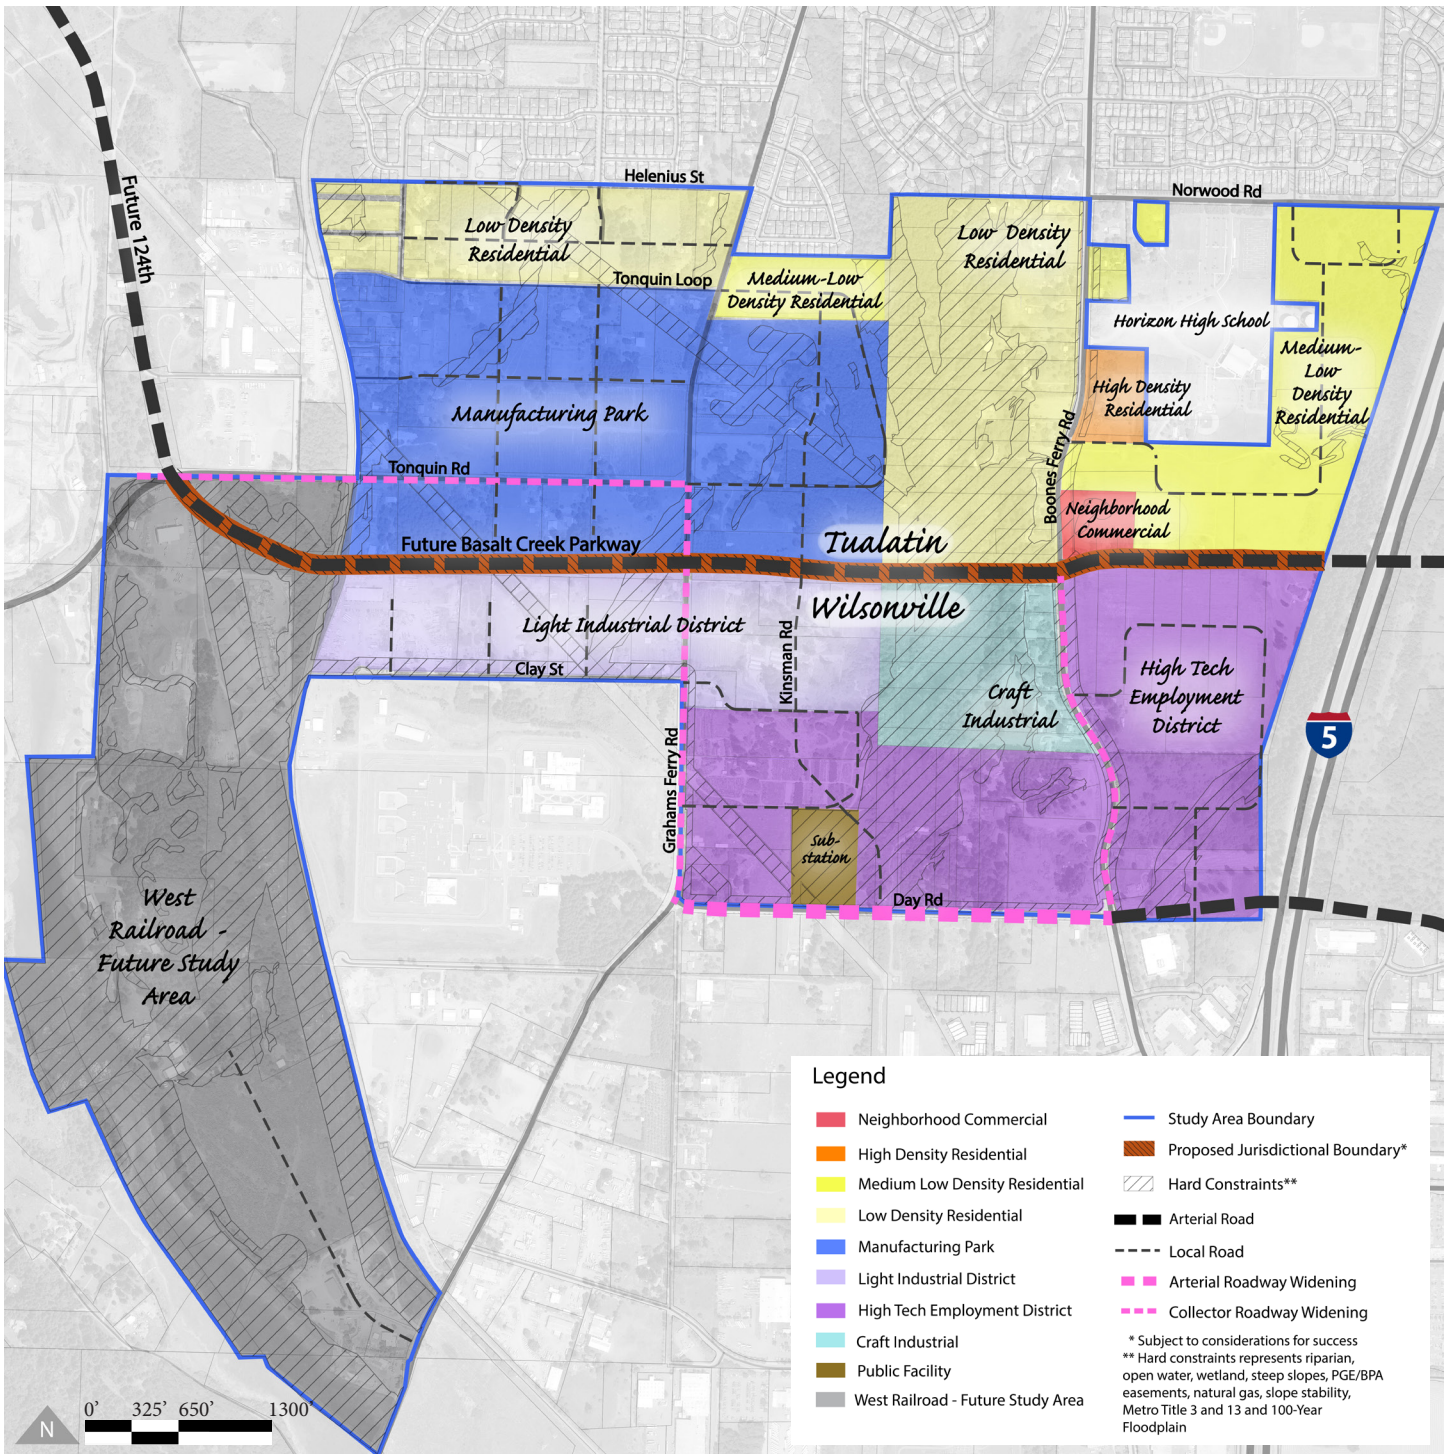 Future 124th
Helenius St
Norwood Rd
Low Density
Residential
Low Density
Residential
Tonquin Loop
Medium-Low
Density Residential
Horizon High School
Medium-
Low
Density
Residential
High Density
Residential
Manufacturing Park
Boones Ferry Rd
Tonquin Rd
Neighborhood
Commercial
Future Basalt Creek Parkway
Tualatin
Wilsonville
Light Industrial District
Kinsman Rd
Clay St
High Tech
Employment
District
Craft
Industrial
5
Grahams Ferry Rd
Sub-
station
Day Rd
West
Railroad -
Future Study
Area
Legend
Neighborhood Commercial
High Density Residential
Medium Low Density Residential
Low Density Residential
Manufacturing Park
Light Industrial District
High Tech Employment District
Craft Industrial
Public Facility
West Railroad - Future Study Area
Study Area Boundary
Proposed Jurisdictional Boundary*
Hard Constraints**
Arterial Road
Local Road
Arterial Roadway Widening
Collector Roadway Widening
* Subject to considerations for success
** Hard constraints represents riparian,
open water, wetland, steep slopes, PGE/BPA
easements, natural gas, slope stability,
Metro Title 3 and 13 and 100-Year
Floodplain
N
0' 325' 650' 1300'